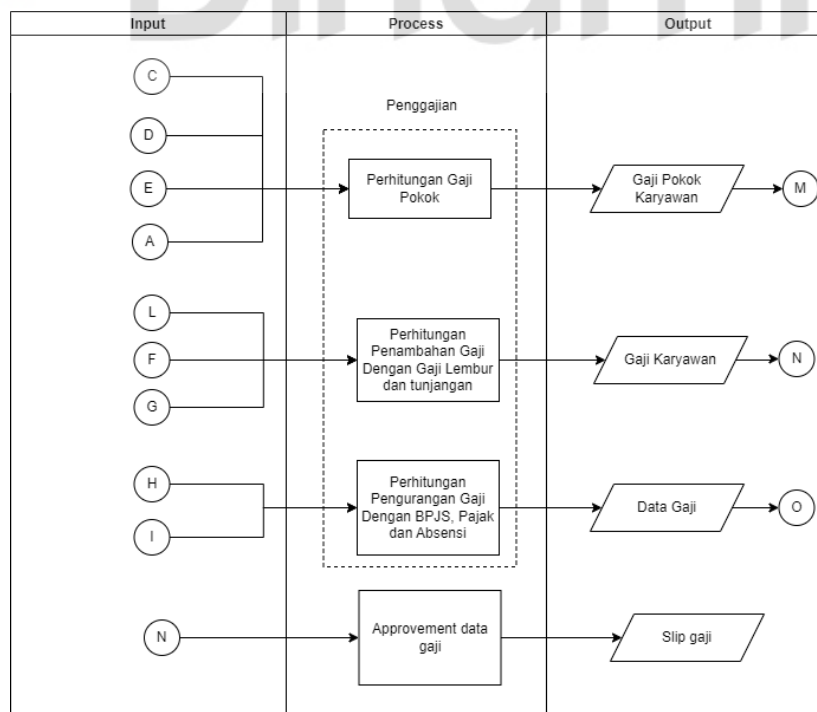 Input
Process
Output
Penggajian
C
D
E
A
Perhitungan Gaji
Pokok
Gaji Pokok
Karyawan
M
L
F
G
Perhitungan
Penambahan Gaji
Dengan Gaji Lembur
dan tunjangan
Gaji Karyawan
N
H
I
Perhitungan
Pengurangan Gaji
Dengan BPJS, Pajak
dan Absensi
Data Gaji
O
N
Approvement data
gaji
Slip gaji